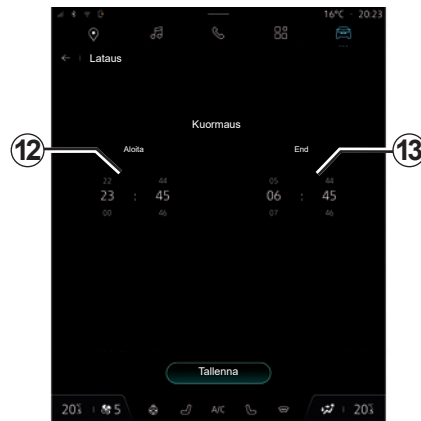 16°C 20:23
← Lataus
Kuormaus
12 Aloita End 13
22 44 05 44
23 : 45 06 : 45
00 46 07 46
Tallenna
20 5 A/C 20